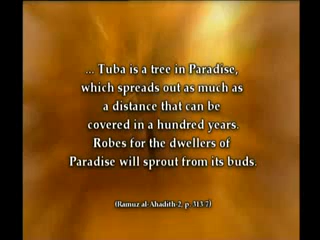 ... Tuba is a tree in Paradise,
which spreads out as much as
a distance that can be
covered in a hundred years.
Robes for the dwellers of
Paradise will sprout from its buds.
(Ramuz al-Ahadith-2, p. 313/7)